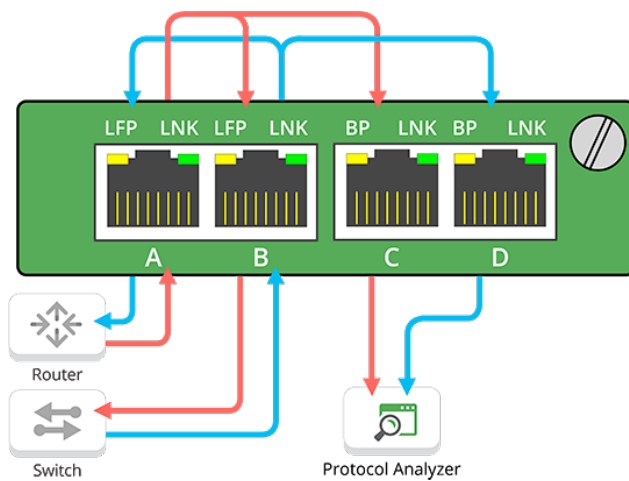 LFP LNK LFP LNK BP LNK BP LNK
A B C D
Router
Switch
Protocol Analyzer